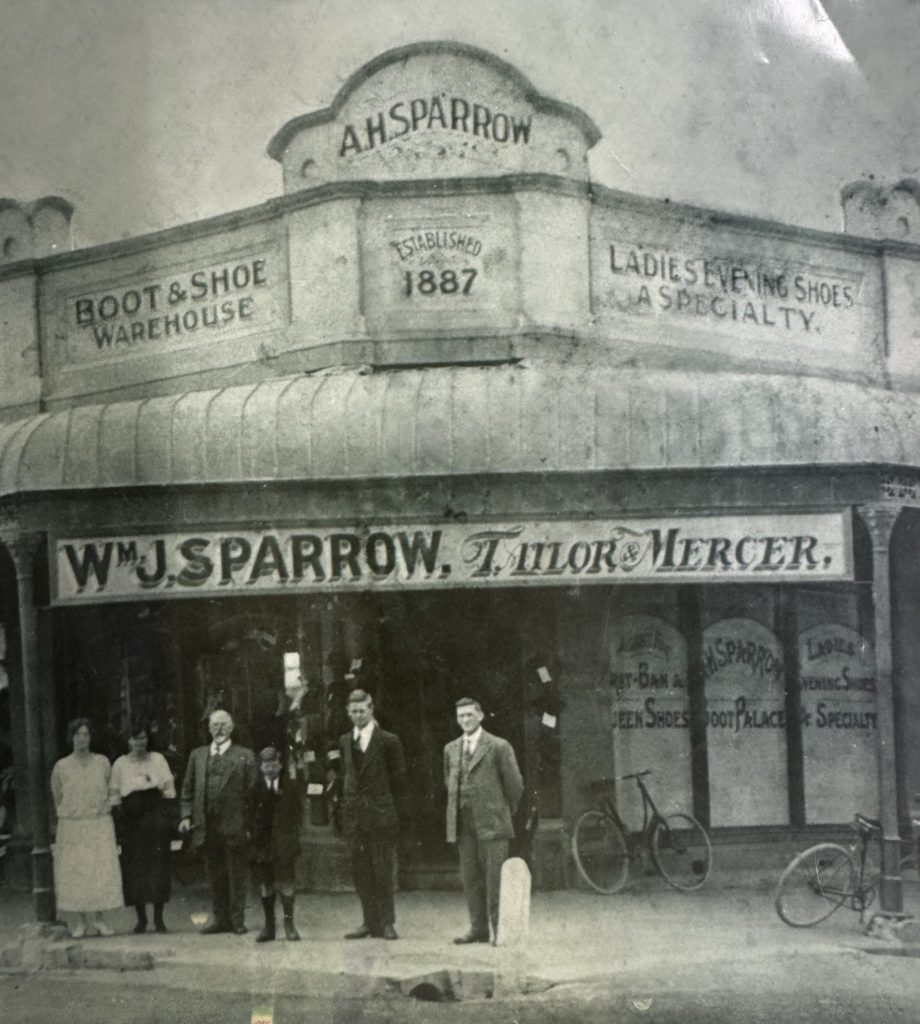 A.H.SPARROW
ESTABLISHED
1887
BOOT & SHOE
WAREHOUSE
LADIES EVENING SHOES
A SPECIALTY.
WM J. SPARROW. TAILOR & MERCER.
A.H SPARROW
BOOT PALACE
LADIES
EVENING SHOES
A SPECIALTY
SHOES